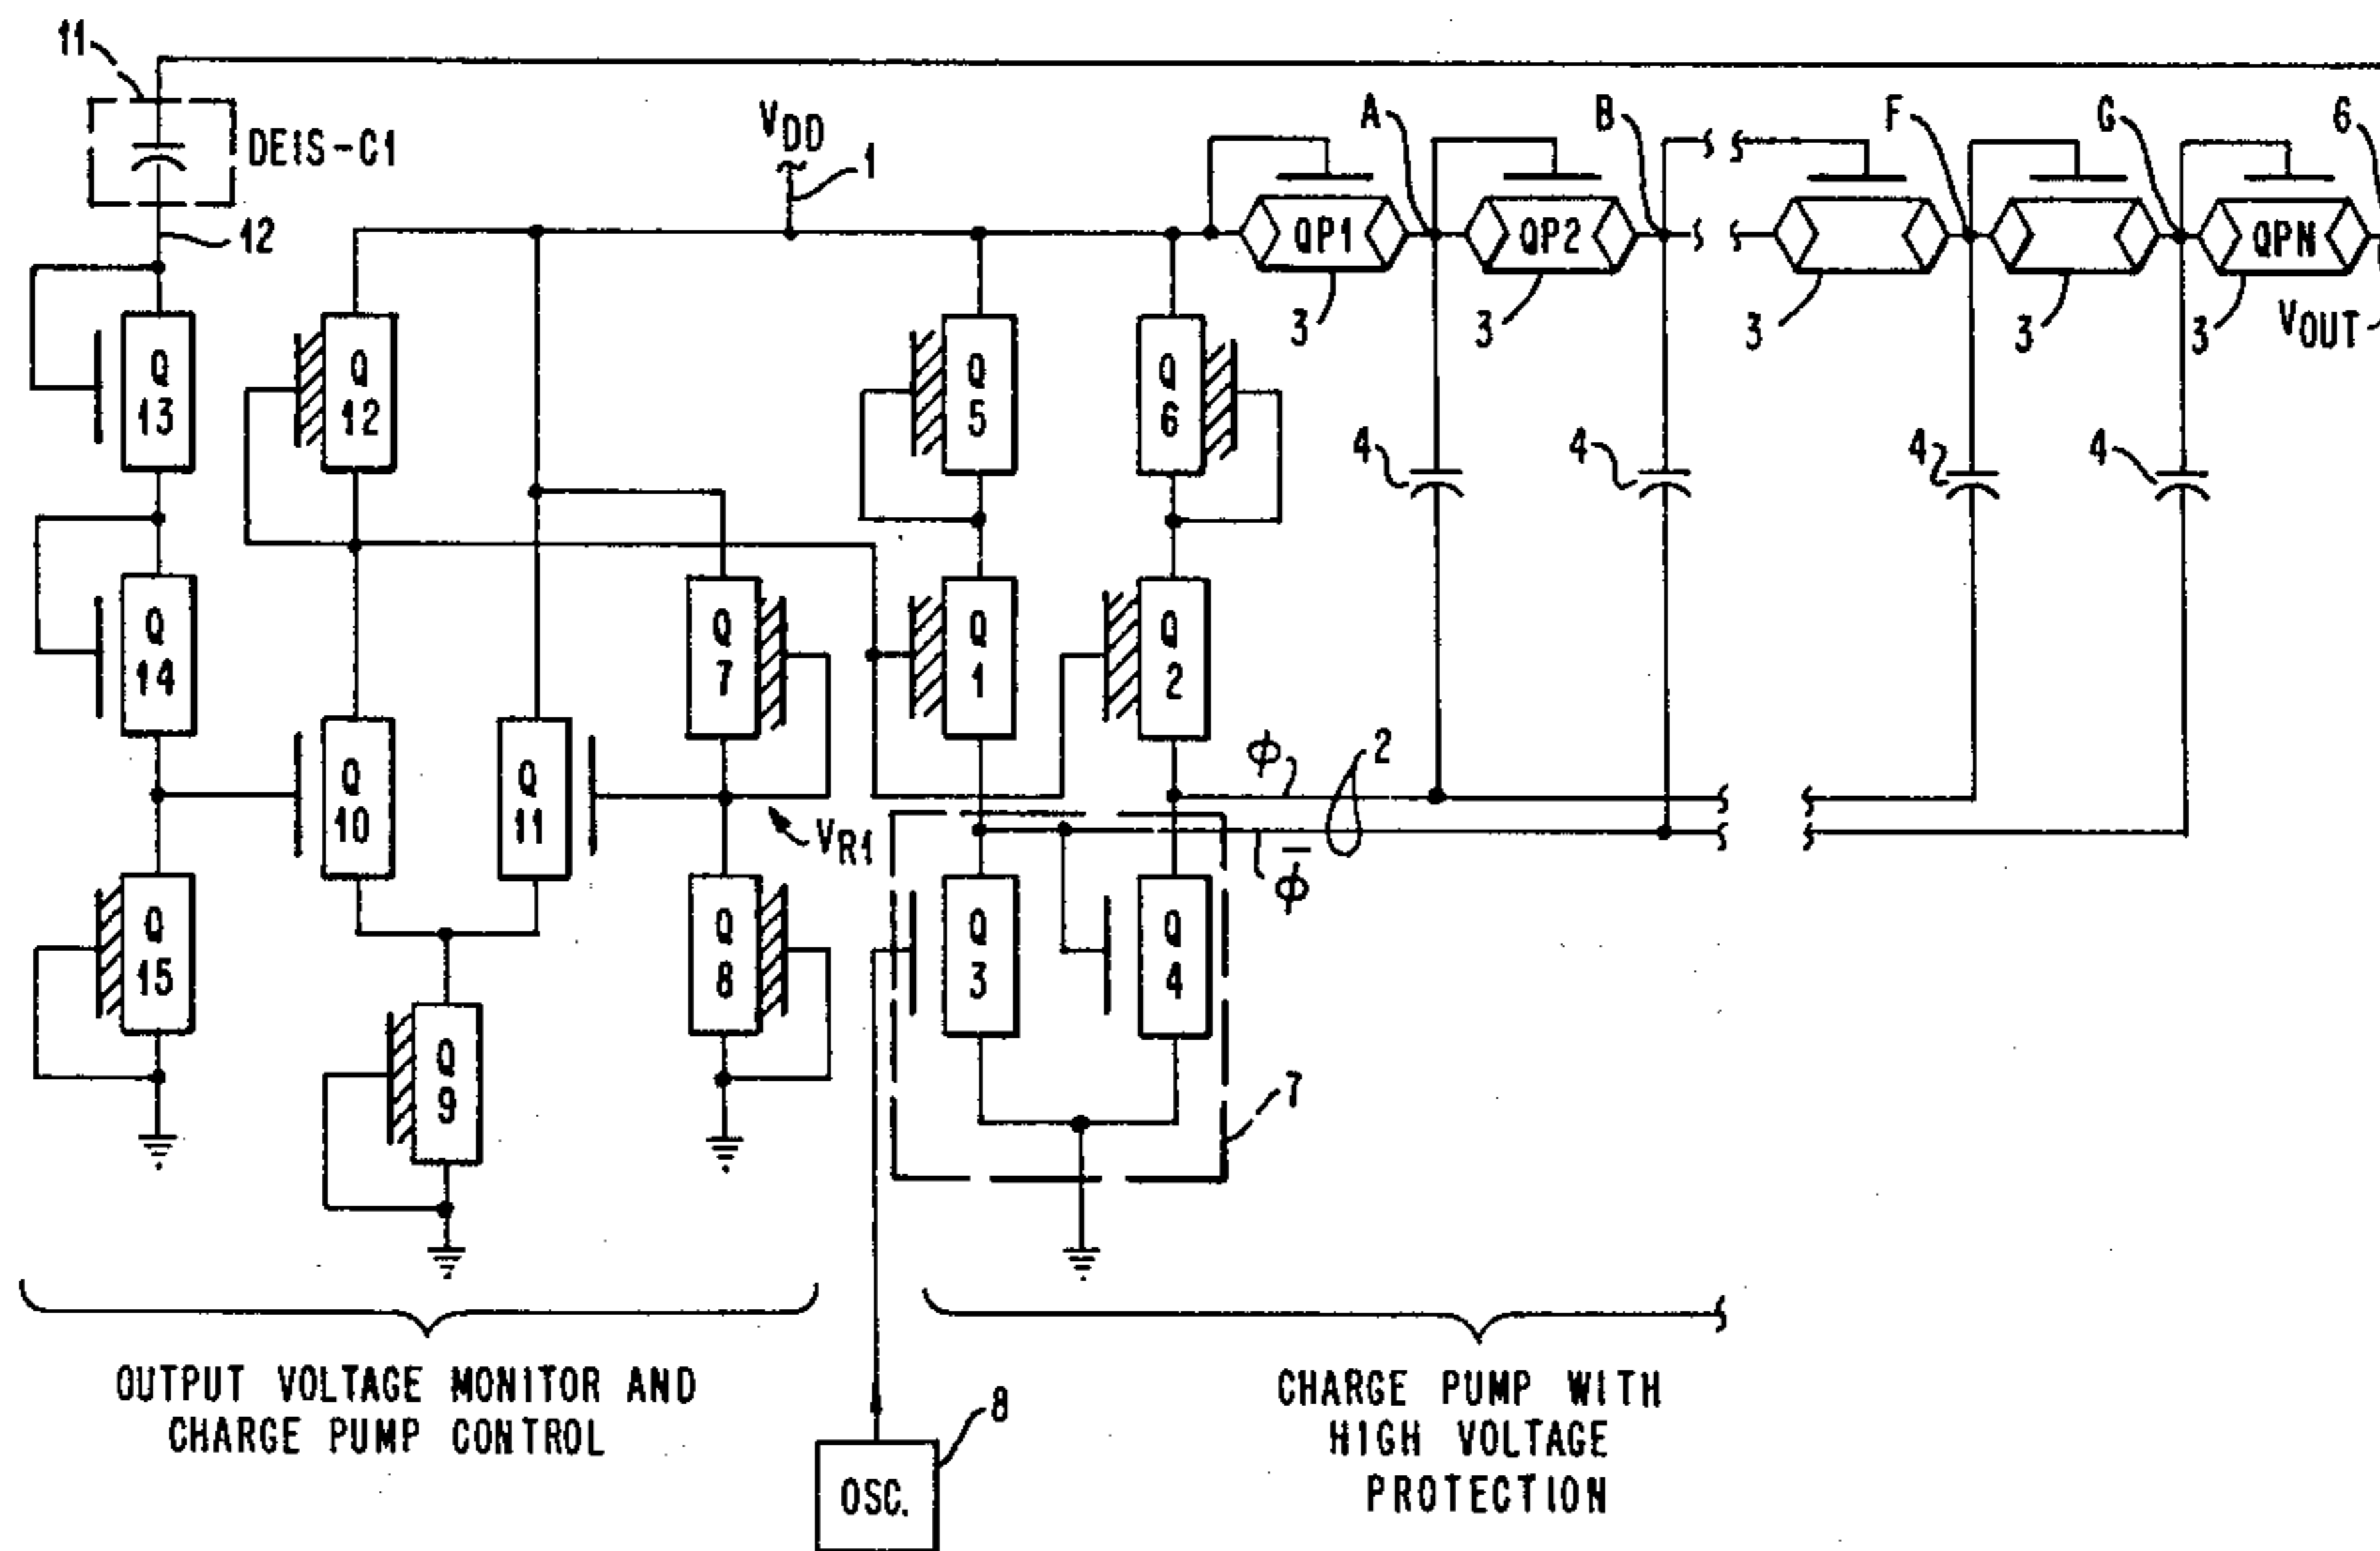 11
DEIS-C1
12
VDD
1
A
B
F
G
6
QP1
QP2
QPN
3
3
3
3
3
VOUT
Q
13
Q
12
Q
5
Q
6
4
4
4
4
Q
14
Q
7
Q
1
Q
2
Q
10
Q
11
VR1
ϕ
2
ϕ̅
Q
15
Q
8
Q
3
Q
4
Q
9
7
OUTPUT VOLTAGE MONITOR AND
CHARGE PUMP CONTROL
CHARGE PUMP WITH
HIGH VOLTAGE
PROTECTION
8
OSC.